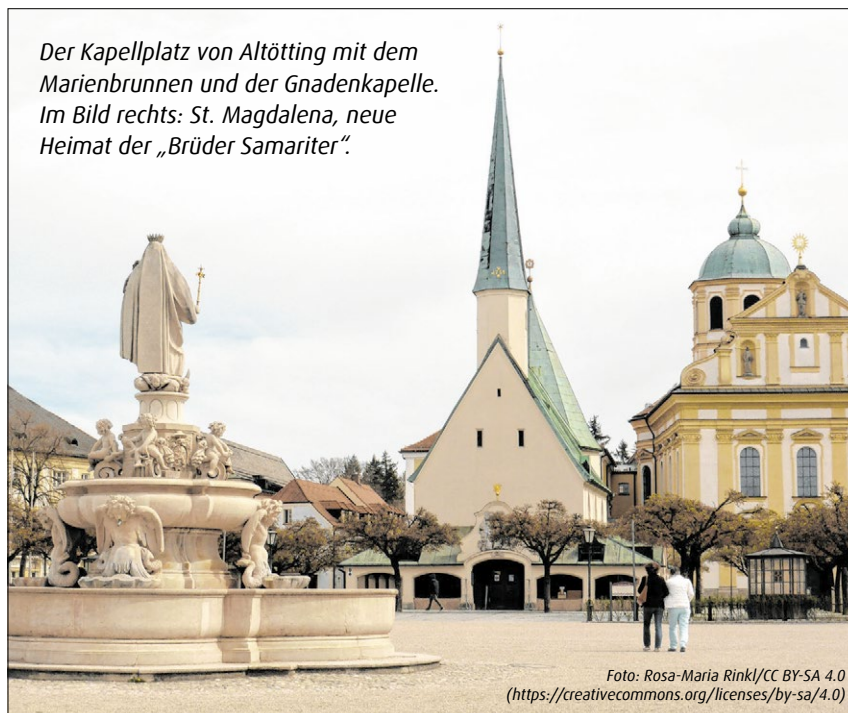 Der Kapellplatz von Altötting mit dem
Marienbrunnen und der Gnadenkapelle.
Im Bild rechts: St. Magdalena, neue
Heimat der „Brüder Samariter“.
Foto: Rosa-Maria Rinkl/CC BY-SA 4.0
(https://creativecommons.org/licenses/by-sa/4.0)